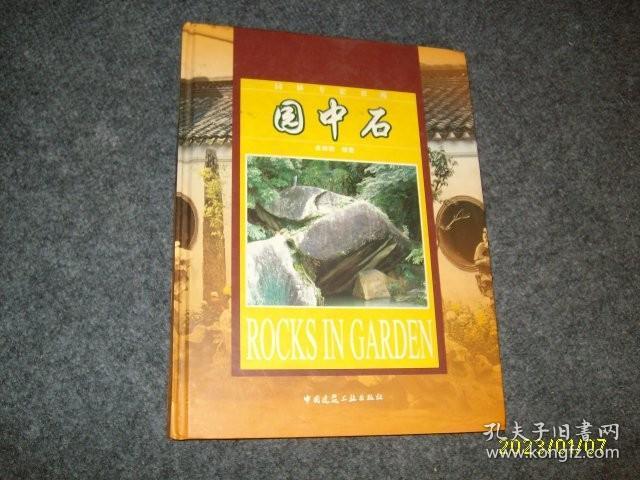 园中石
ROCKS IN GARDEN
中国建筑工业出版社
孔夫子旧书网
www.kongfz.com
2023/01/07